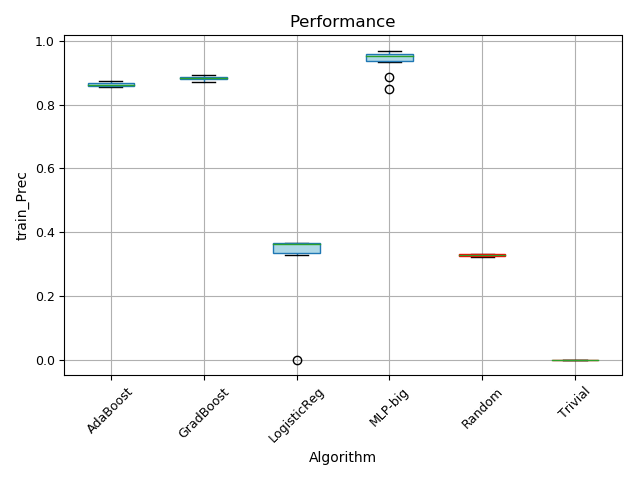 Performance
1.0
0.8
0.6
0.4
0.2
0.0
train_Prec
AdaBoost
GradBoost
LogisticReg
MLP-big
Random
Trivial
Algorithm